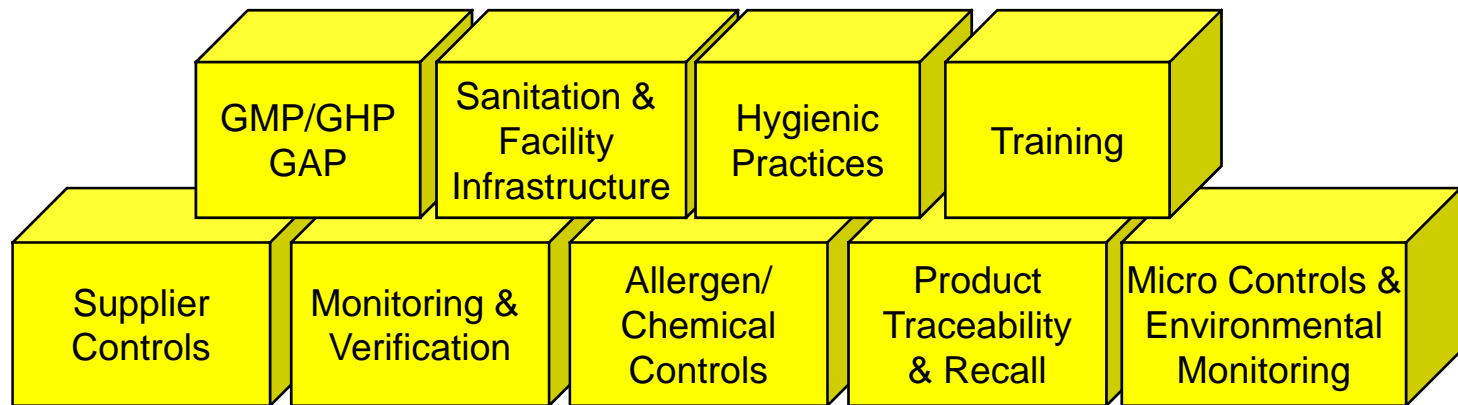 GMP/GHP
GAP
Sanitation &
Facility
Infrastructure
Hygienic
Practices
Training
Supplier
Controls
Monitoring &
Verification
Allergen/
Chemical
Controls
Product
Traceability
& Recall
Micro Controls &
Environmental
Monitoring